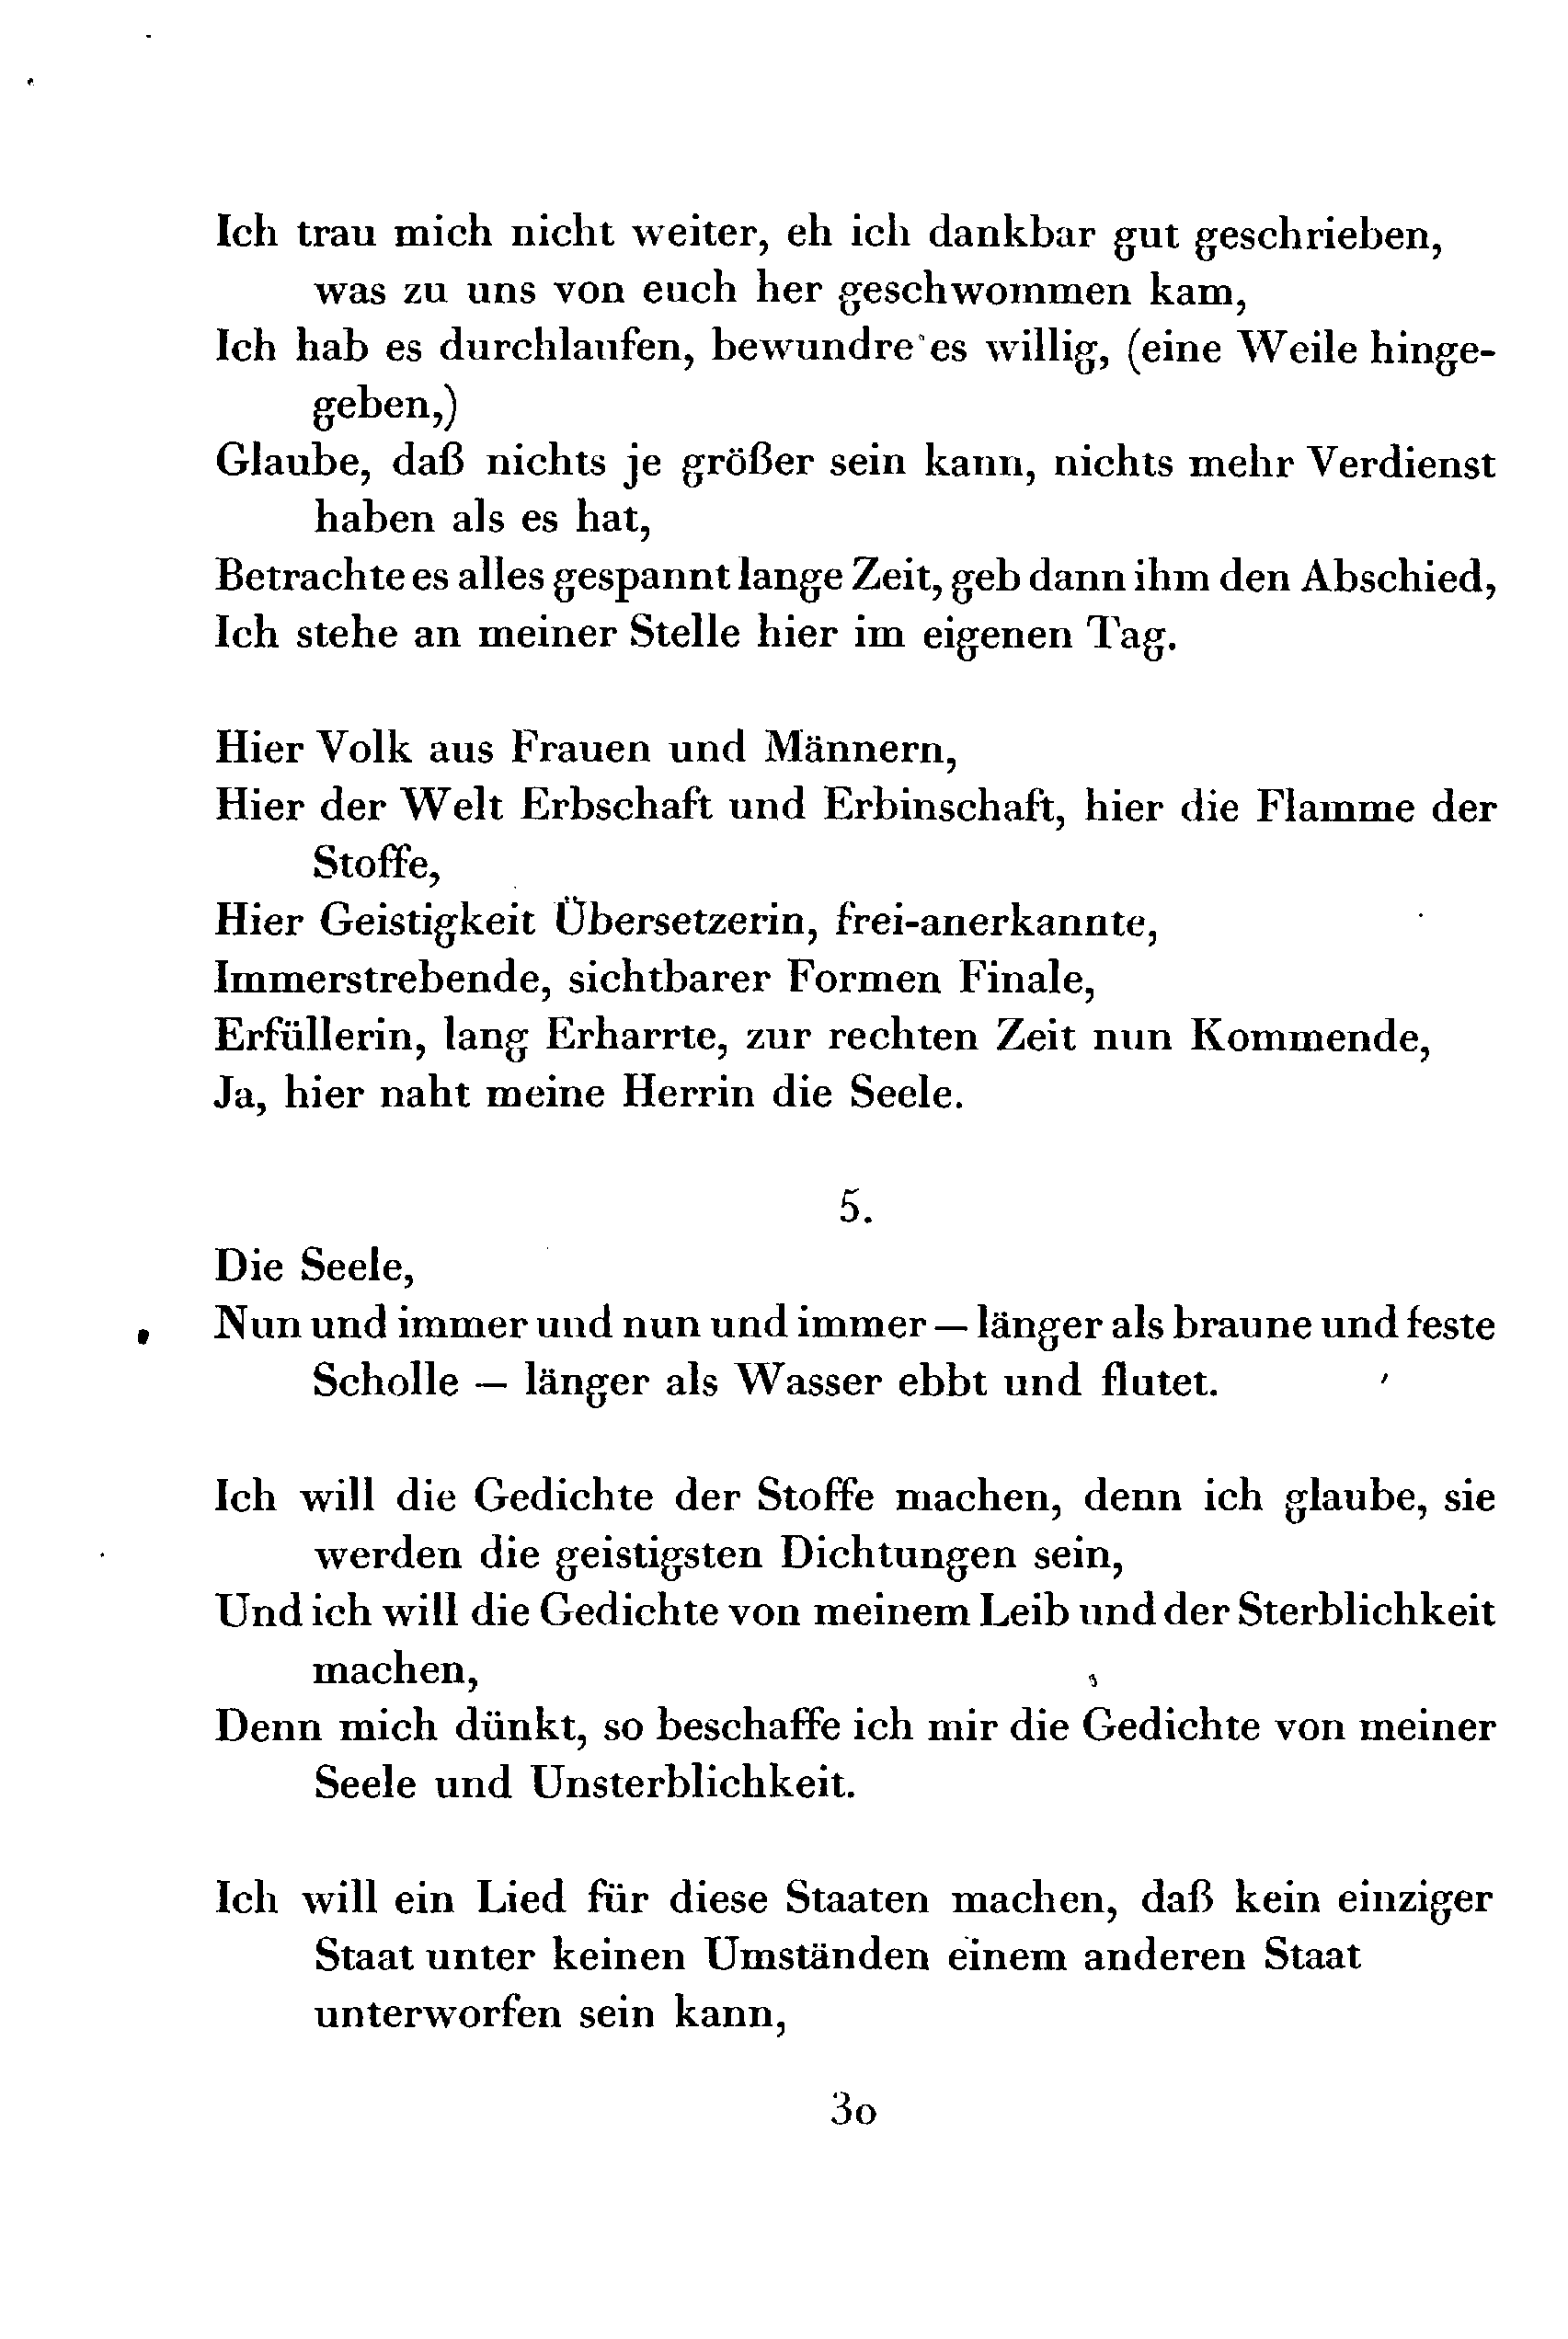 Ich trau mich nicht weiter, eh ich dankbar gut geschrieben,
was zu uns von euch her geschwommen kam,
Ich hab es durchlaufen, bewundre es willig, (eine Weile hinge-
geben,)
Glaube, daß nichts je größer sein kann, nichts mehr Verdienst
haben als es hat,
Betrachte es alles gespannt lange Zeit, geb dann ihm den Abschied,
Ich stehe an meiner Stelle hier im eigenen Tag.
Hier Volk aus Frauen und Männern,
Hier der Welt Erbschaft und Erbinschaft, hier die Flamme der
Stoffe,
Hier Geistigkeit Übersetzerin, frei-anerkannte,
Immerstrebende, sichtbarer Formen Finale,
Erfüllerin, lang Erharrte, zur rechten Zeit nun Kommende,
Ja, hier naht meine Herrin die Seele.
5.
Die Seele,
Nun und immer und nun und immer — länger als braune und feste
Scholle — länger als Wasser ebbt und flutet.
Ich will die Gedichte der Stoffe machen, denn ich glaube, sie
werden die geistigsten Dichtungen sein,
Und ich will die Gedichte von meinem Leib und der Sterblichkeit
machen,
Denn mich dünkt, so beschaffe ich mir die Gedichte von meiner
Seele und Unsterblichkeit.
Ich will ein Lied für diese Staaten machen, daß kein einziger
Staat unter keinen Umständen einem anderen Staat
unterworfen sein kann,
30